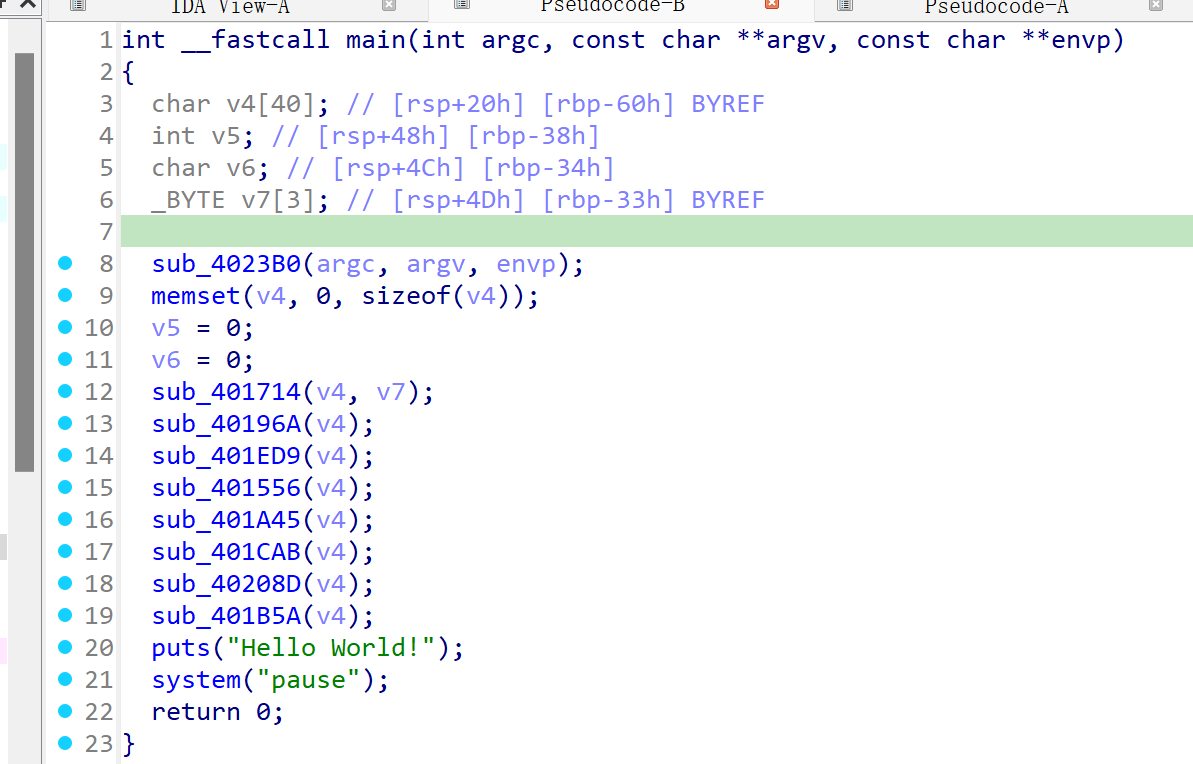 IDA View-A Pseudocode-B Pseudocode-A
1 int __fastcall main(int argc, const char **argv, const char **envp)
2 {
3   char v4[40]; // [rsp+20h] [rbp-60h] BYREF
4   int v5; // [rsp+48h] [rbp-38h]
5   char v6; // [rsp+4Ch] [rbp-34h]
6   _BYTE v7[3]; // [rsp+4Dh] [rbp-33h] BYREF
7
8   sub_4023B0(argc, argv, envp);
9   memset(v4, 0, sizeof(v4));
10   v5 = 0;
11   v6 = 0;
12   sub_401714(v4, v7);
13   sub_40196A(v4);
14   sub_401ED9(v4);
15   sub_401556(v4);
16   sub_401A45(v4);
17   sub_401CAB(v4);
18   sub_40208D(v4);
19   sub_401B5A(v4);
20   puts("Hello World!");
21   system("pause");
22   return 0;
23 }